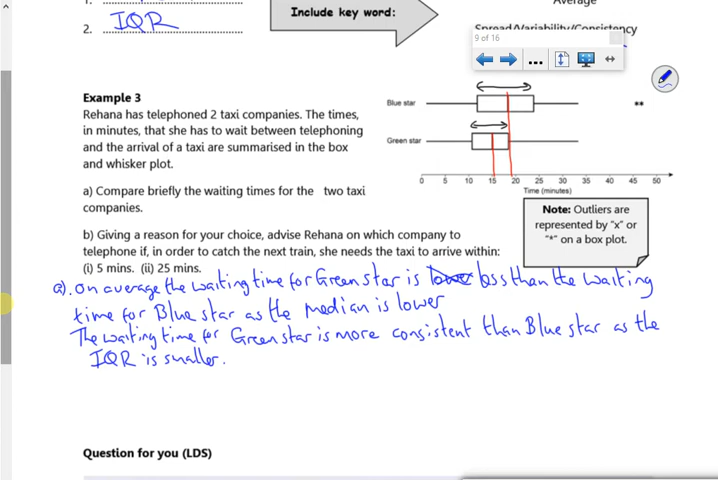 Average
Include key word:
2. IQR
Spread/Variability/Consistency
9 of 16
Example 3
Rehana has telephoned 2 taxi companies. The times,
in minutes, that she has to wait between telephoning
and the arrival of a taxi are summarised in the box
and whisker plot.
Blue star
**
Green star
0 5 10 15 20 25 30 35 40 45 50
Time (minutes)
a) Compare briefly the waiting times for the two taxi
companies.
Note: Outliers are
represented by "x" or
"*" on a box plot.
b) Giving a reason for your choice, advise Rehana on which company to
telephone if, in order to catch the next train, she needs the taxi to arrive within:
(i) 5 mins. (ii) 25 mins.
a). On average the waiting time for Green star is lower less than the waiting
time for Blue star as the median is lower
The waiting time for Green star is more consistent than Blue star as the
IQR is smaller.
Question for you (LDS)